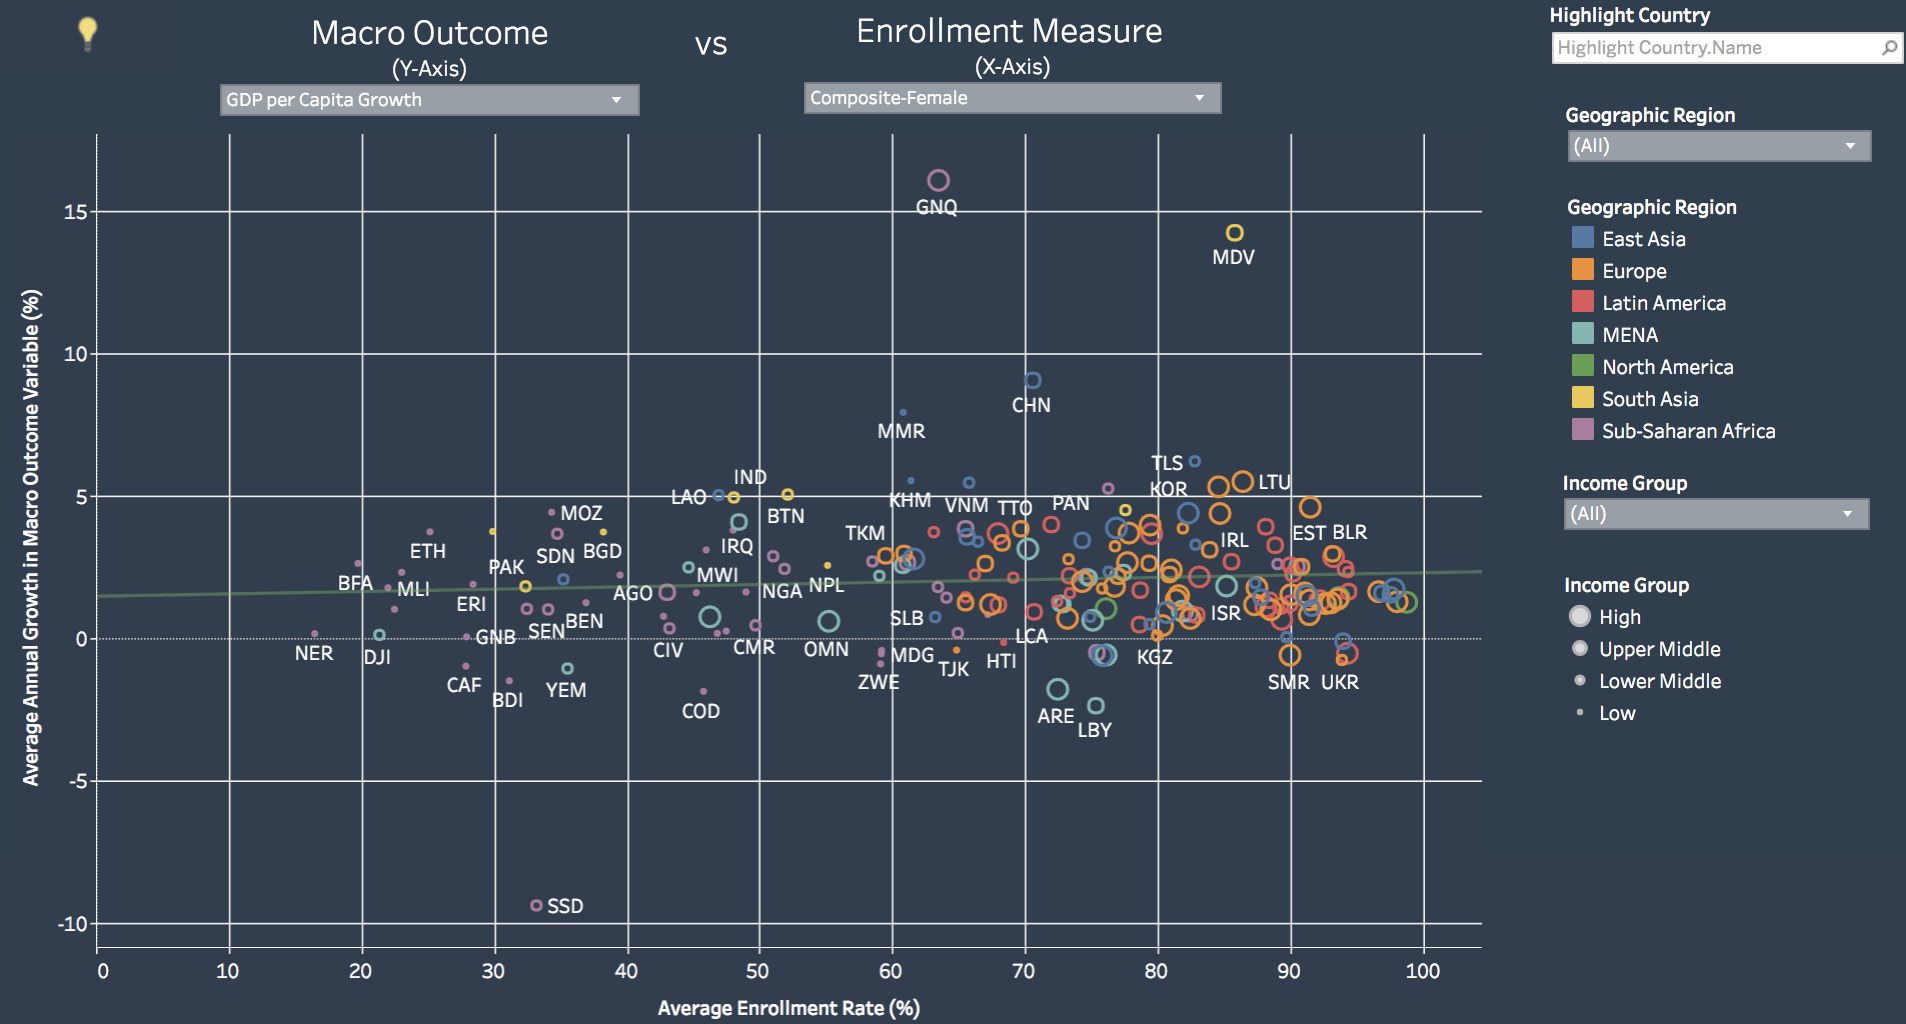 Macro Outcome
(Y-Axis)
vs
Enrollment Measure
(X-Axis)
GDP per Capita Growth
Composite-Female
Highlight Country
Highlight Country.Name
Geographic Region
(All)
Geographic Region
East Asia
Europe
Latin America
MENA
North America
South Asia
Sub-Saharan Africa
Income Group
(All)
Income Group
High
Upper Middle
Lower Middle
Low
Average Annual Growth in Macro Outcome Variable (%)
15
10
5
0
-5
-10
GNQ
MDV
CHN
MMR
TLS
LTU
IND
LAO
KHM
VNM
TTO
PAN
KOR
BTN
MOZ
ETH
SDN
BGD
IRQ
TKM
IRL
EST
BLR
PAK
BFA
MLI
ERI
AGO
MWI
NGA
NPL
SLB
ISR
BEN
SEN
GNB
NER
DJI
CIV
CMR
OMN
MDG
LCA
TJK
HTI
KGZ
CAF
BDI
YEM
ZWE
SMR
UKR
COD
ARE
LBY
SSD
0
10
20
30
40
50
60
70
80
90
100
Average Enrollment Rate (%)